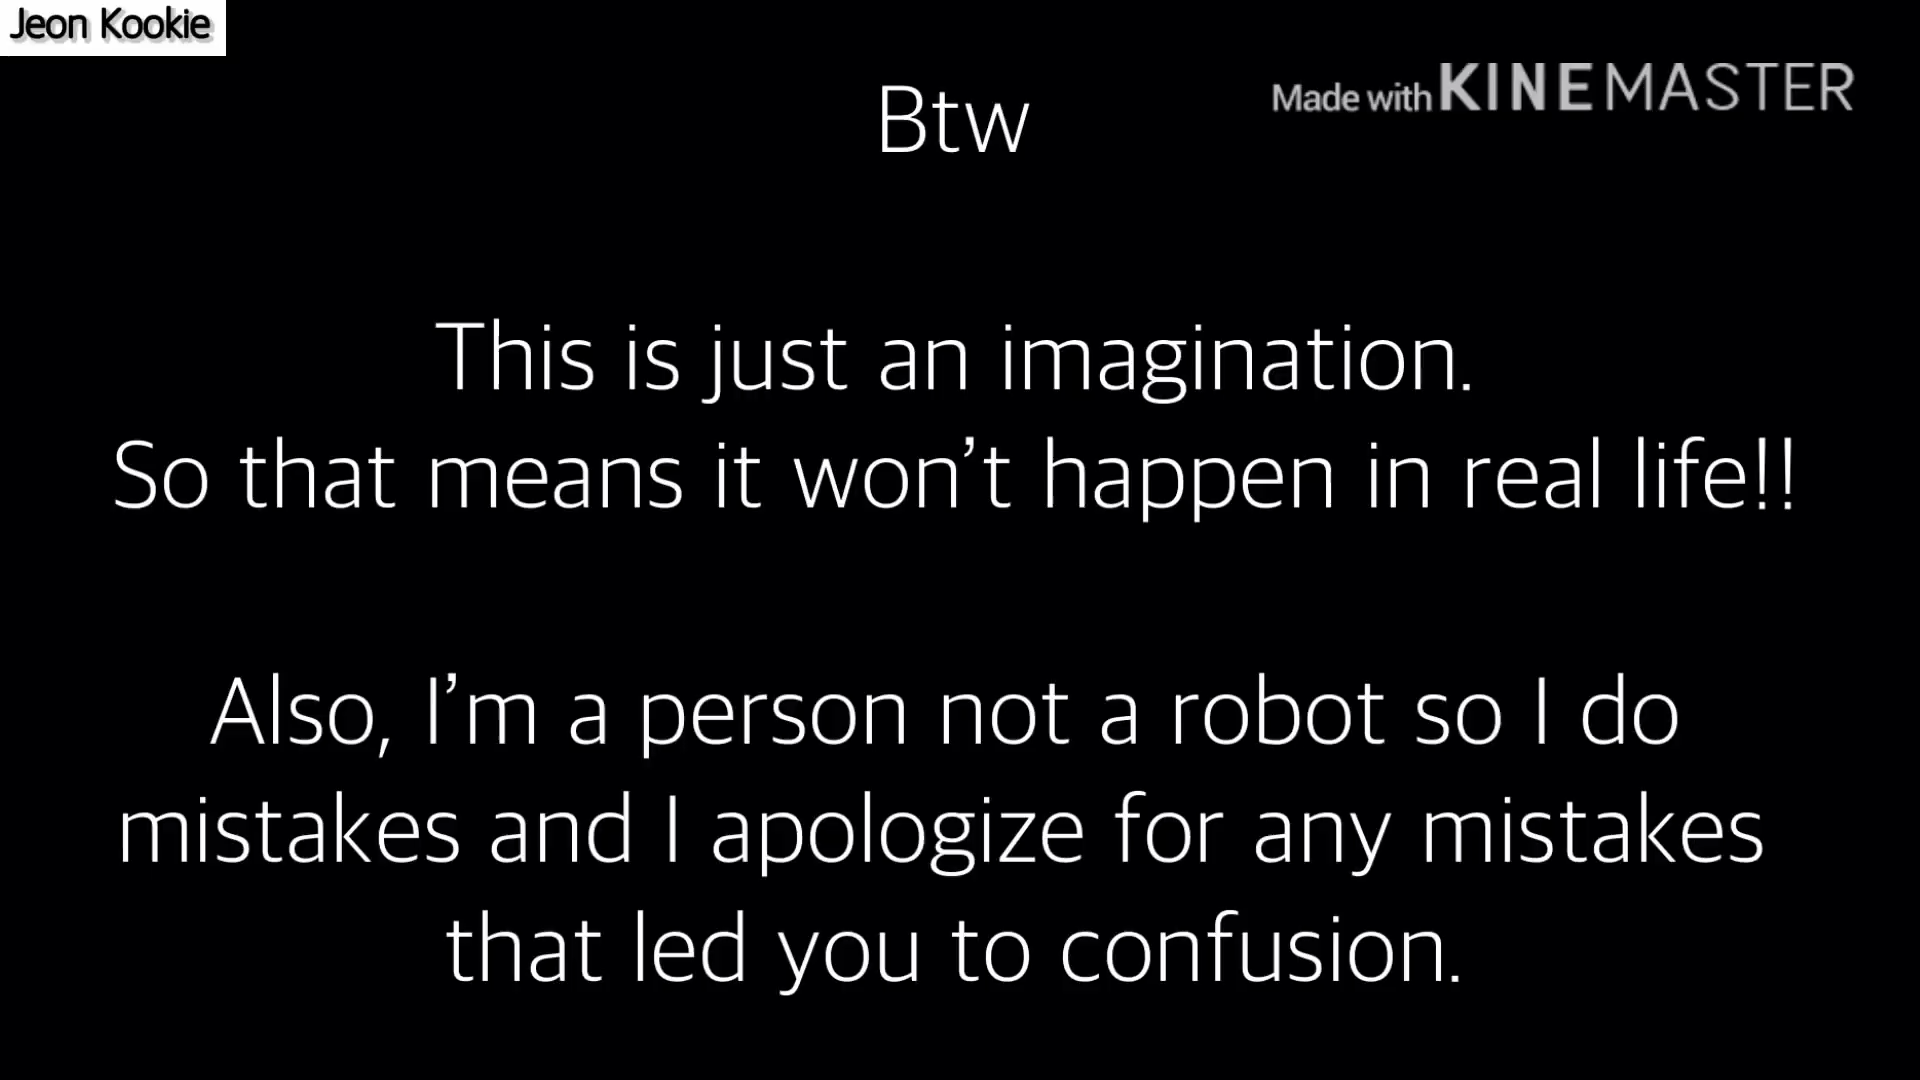 Jeon Kookie
Made with KINEMASTER
Btw
This is just an imagination.
So that means it won't happen in real life!!
Also, I'm a person not a robot so I do
mistakes and I apologize for any mistakes
that led you to confusion.